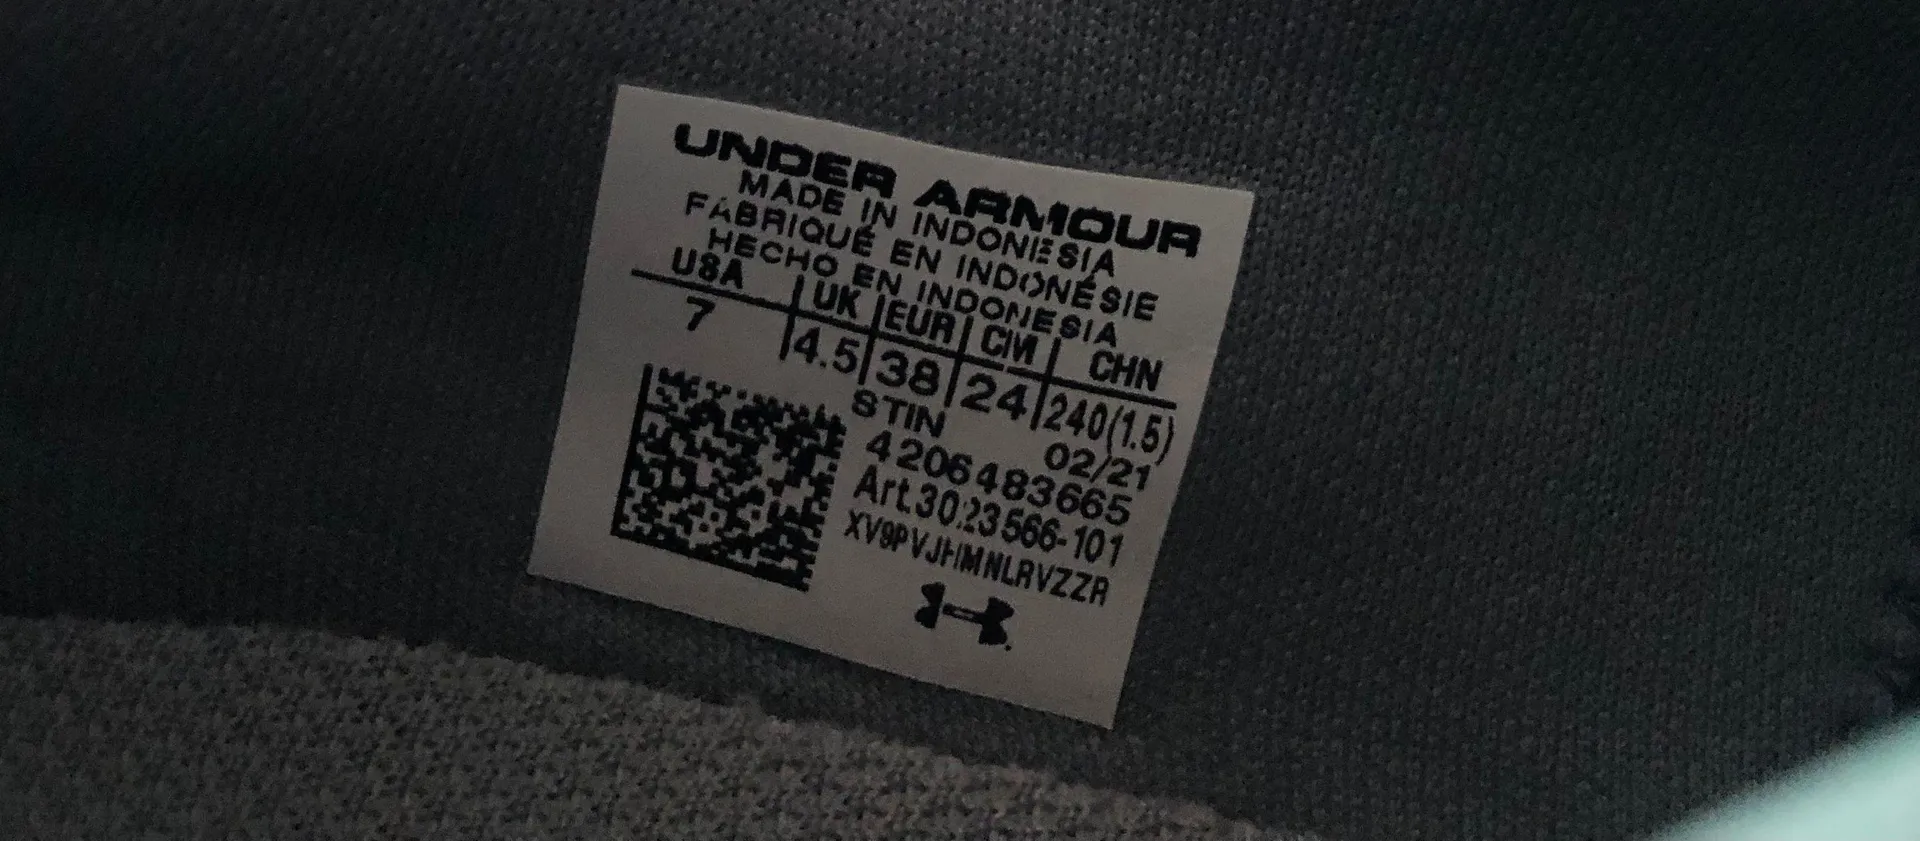 UNDER ARMOUR
MADE IN INDONESIA
FABRIQUÉ EN INDONÉSIE
HECHO EN INDONESIA
USA | UK | EUR | CM | CHN
7 | 4.5 | 38 | 24 | 240(1.5)
STIN 02/21
4206483665
Art.3023566-101
XV9PVJHMNLRVZZR